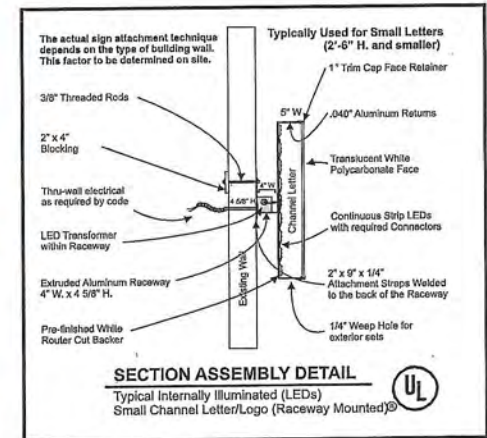 The actual sign attachment technique
depends on the type of building wall.
This factor to be determined on site.
Typically Used for Small Letters
(2'-6" H. and smaller)
1" Trim Cap Face Retainer
3/8" Threaded Rods
5" W.
.040" Aluminum Returns
2" x 4"
Blocking
Translucent White
Polycarbonate Face
4" W.
Channel Letter
Thru-wall electrical
as required by code
4 5/8" H.
Continuous Strip LEDs
with required Connectors
LED Transformer
within Raceway
2" x 9" x 1/4"
Attachment Straps Welded
to the back of the Raceway
Extruded Aluminum Raceway
4" W. x 4 5/8" H.
Existing Wall
Pre-finished White
Router Cut Backer
1/4" Weep Hole for
exterior sets
SECTION ASSEMBLY DETAIL
Typical Internally Illuminated (LEDs)
Small Channel Letter/Logo (Raceway Mounted)
UL
®